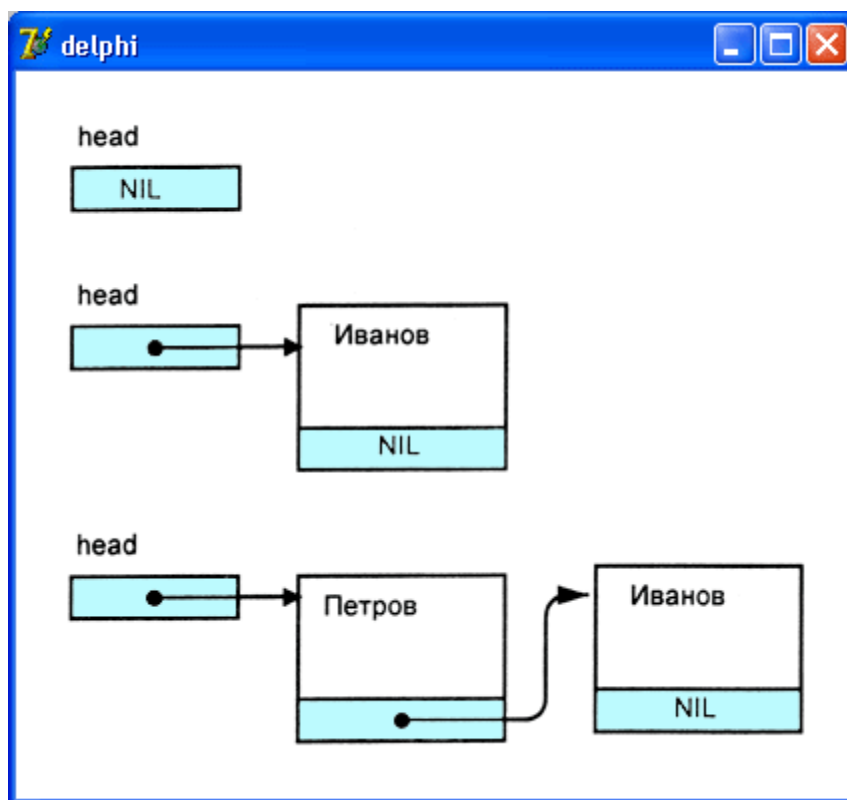 delphi
head
NIL
head
Иванов
NIL
head
Петров
Иванов
NIL